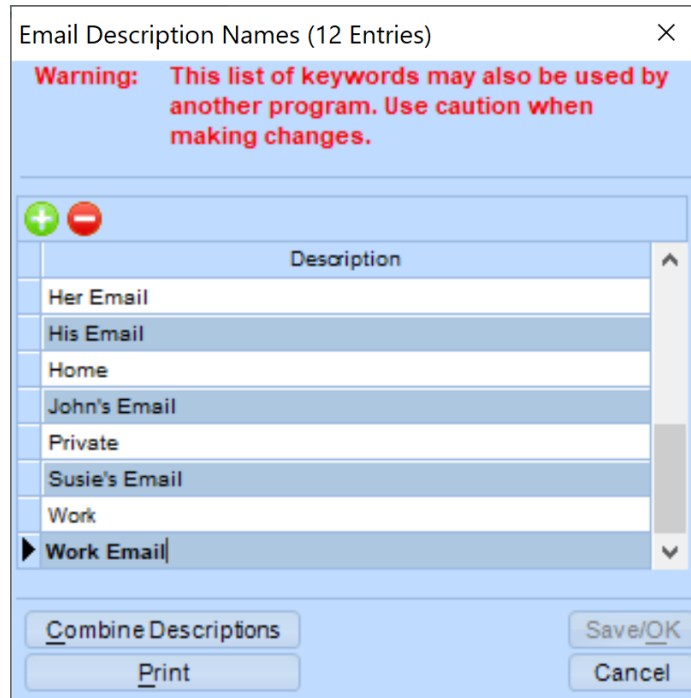 Email Description Names (12 Entries)
Warning: This list of keywords may also be used by
another program. Use caution when
making changes.
Description
Her Email
His Email
Home
John's Email
Private
Susie's Email
Work
Work Email
Combine Descriptions
Save/OK
Print
Cancel